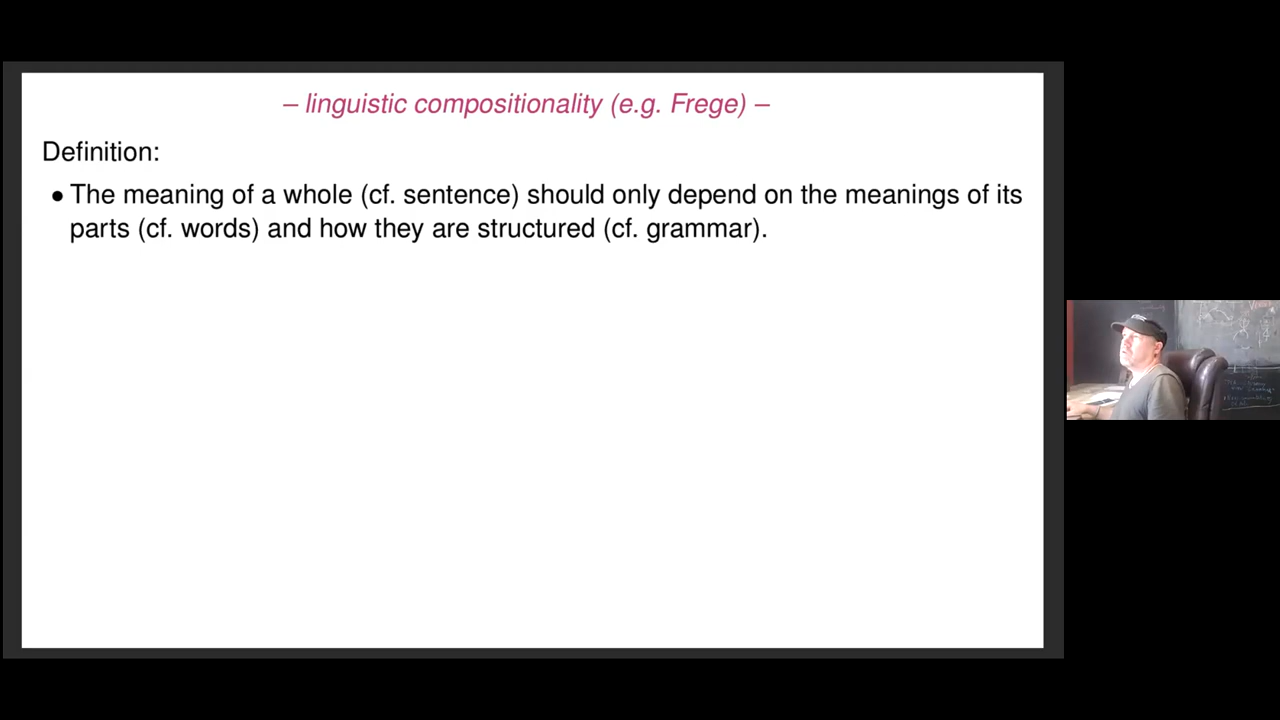 – linguistic compositionality (e.g. Frege) –
Definition:
• The meaning of a whole (cf. sentence) should only depend on the meanings of its
parts (cf. words) and how they are structured (cf. grammar).